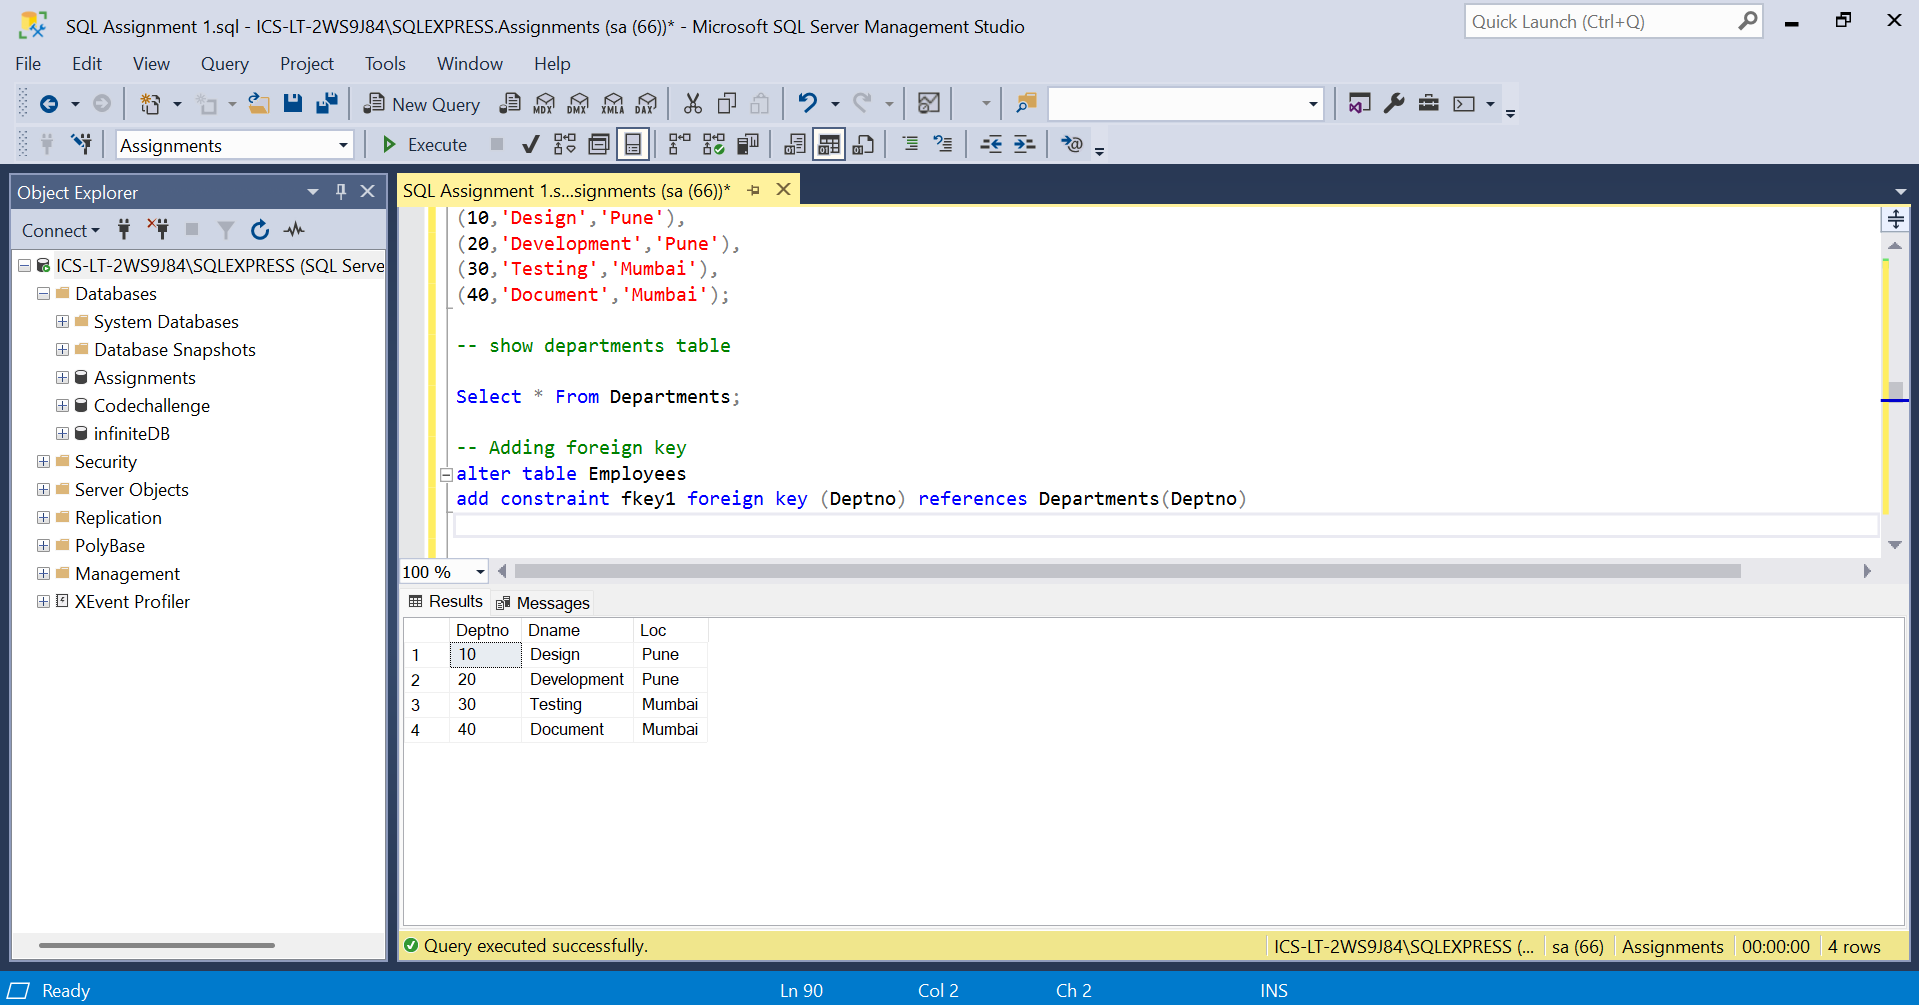 SQL Assignment 1.sql - ICS-LT-2WS9J84\SQLEXPRESS.Assignments (sa (66))* - Microsoft SQL Server Management Studio
Quick Launch (Ctrl+Q)
File Edit View Query Project Tools Window Help
New Query MDX DMX XMLA DAX
Assignments Execute
Object Explorer
Connect
ICS-LT-2WS9J84\SQLEXPRESS (SQL Serve
Databases
System Databases
Database Snapshots
Assignments
Codechallenge
infiniteDB
Security
Server Objects
Replication
PolyBase
Management
XEvent Profiler
SQL Assignment 1.s...signments (sa (66))*
(10,'Design','Pune'),
(20,'Development','Pune'),
(30,'Testing','Mumbai'),
(40,'Document','Mumbai');
-- show departments table
Select * From Departments;
-- Adding foreign key
alter table Employees
add constraint fkey1 foreign key (Deptno) references Departments(Deptno)
100 %
Results Messages
Deptno Dname Loc
1 10 Design Pune
2 20 Development Pune
3 30 Testing Mumbai
4 40 Document Mumbai
Query executed successfully. ICS-LT-2WS9J84\SQLEXPRESS (... sa (66) Assignments 00:00:00 4 rows
Ready Ln 90 Col 2 Ch 2 INS